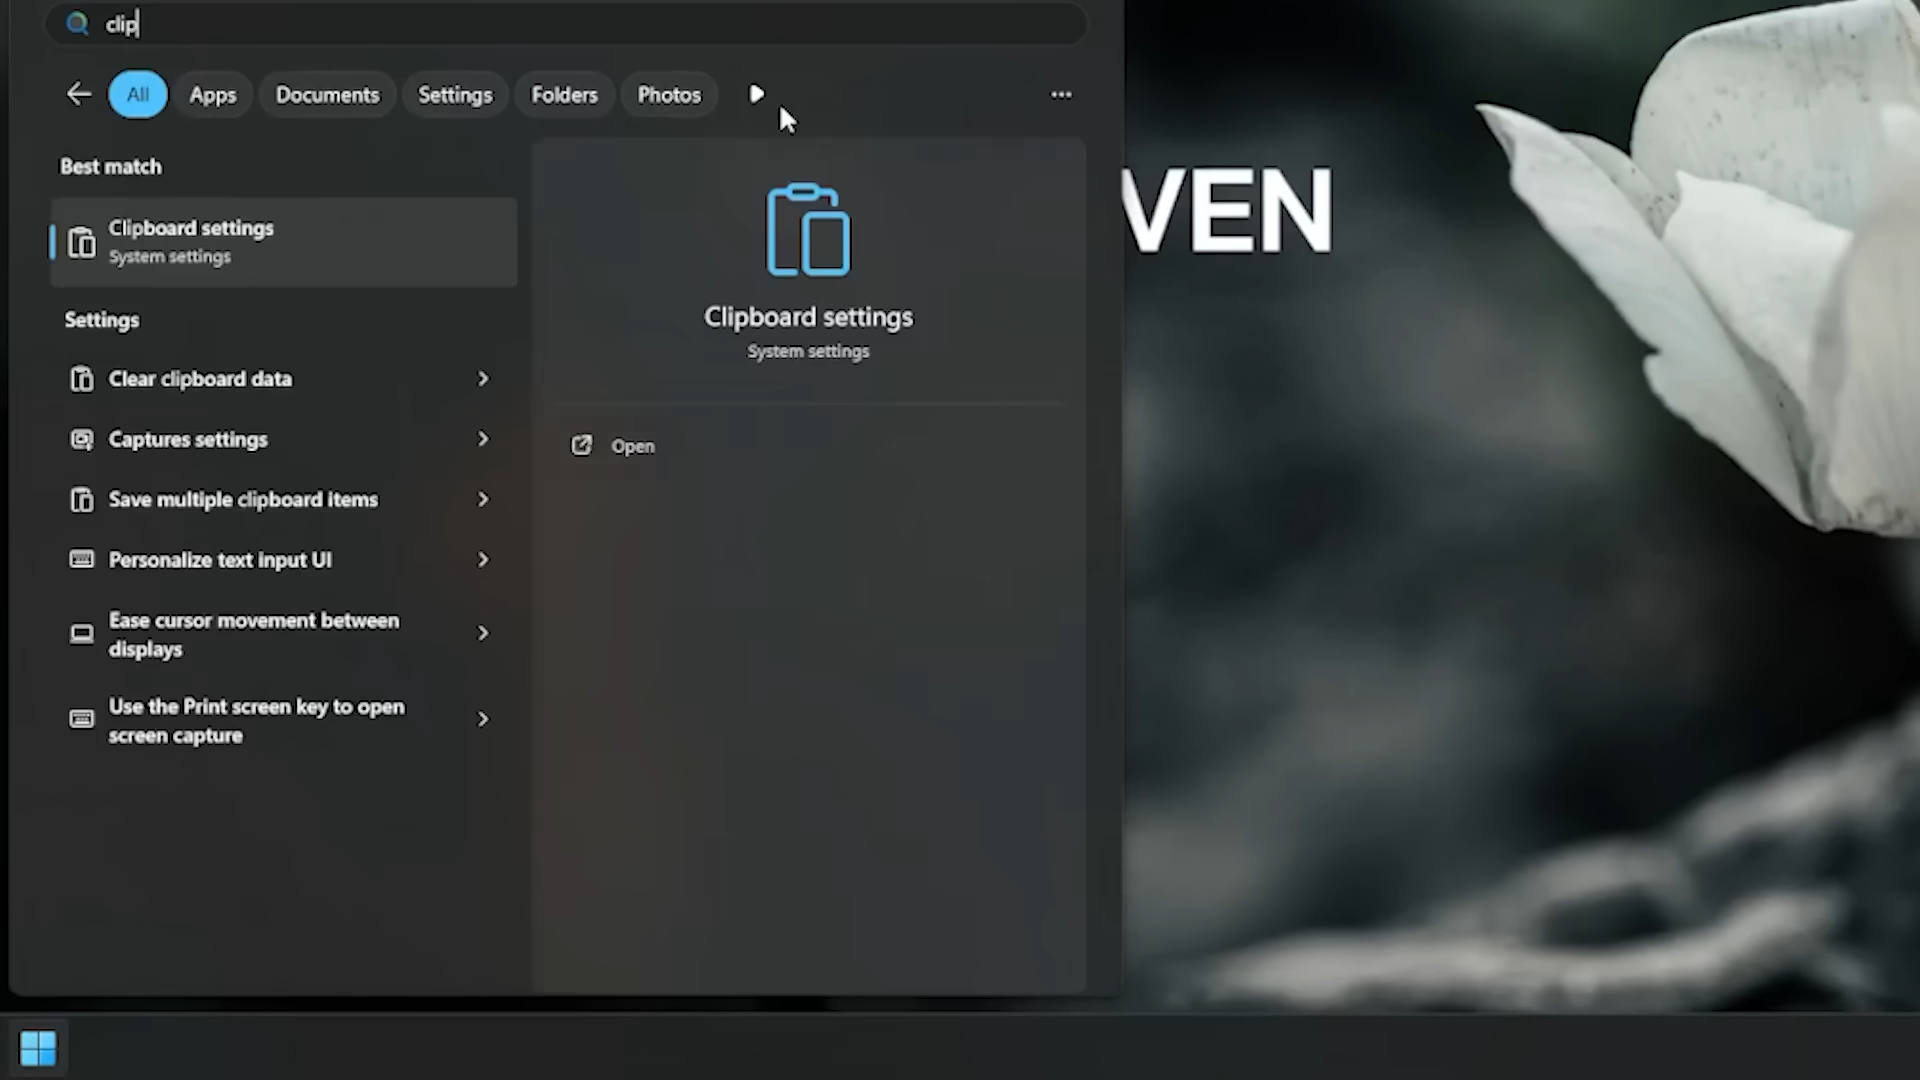 clip
All
Apps
Documents
Settings
Folders
Photos
Best match
Clipboard settings
System settings
Settings
Clear clipboard data
Captures settings
Save multiple clipboard items
Personalize text input UI
Ease cursor movement between
displays
Use the Print screen key to open
screen capture
Clipboard settings
System settings
Open
VEN